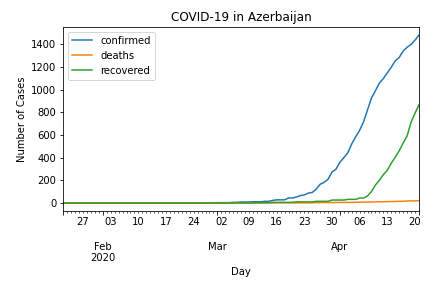 COVID-19 in Azerbaijan
confirmed
deaths
recovered
Number of Cases
1400
1200
1000
800
600
400
200
0
27 03 10 17 24 02 09 16 23 30 06 13 20
Feb Mar Apr
2020
Day